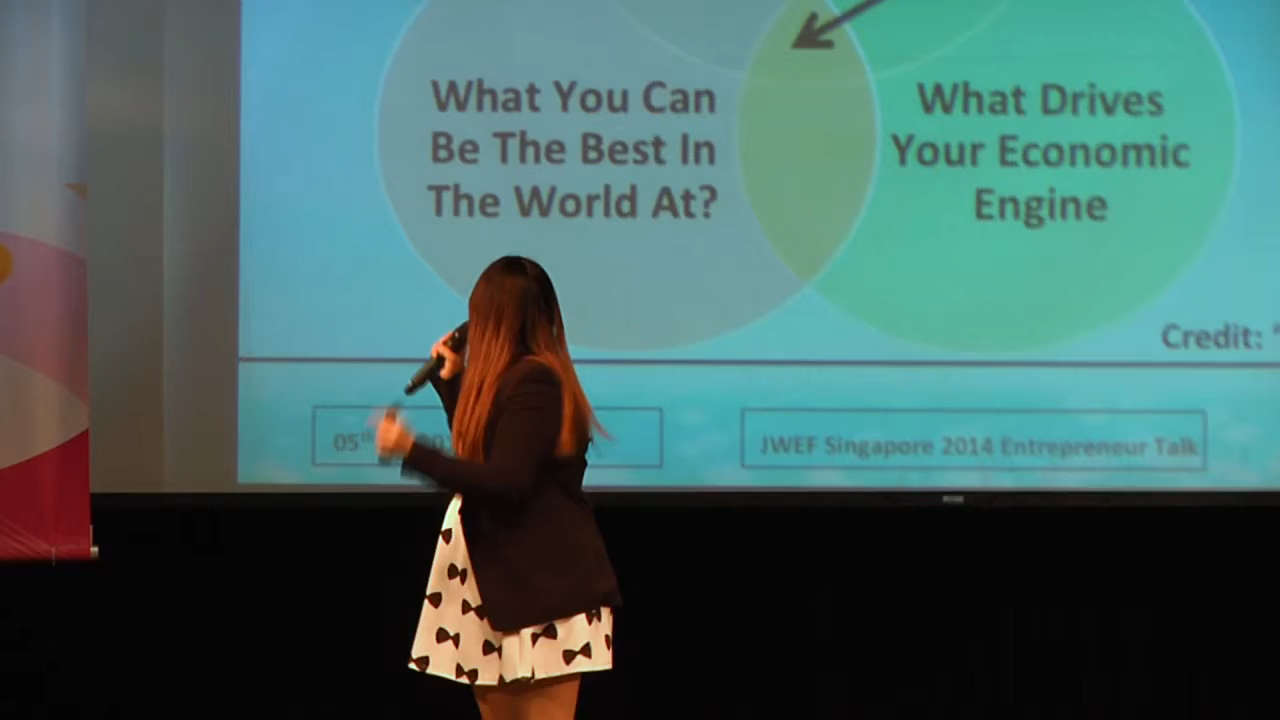 What You Can
Be The Best In
The World At?
What Drives
Your Economic
Engine
Credit:
05th
JWEF Singapore 2014 Entrepreneur Talk